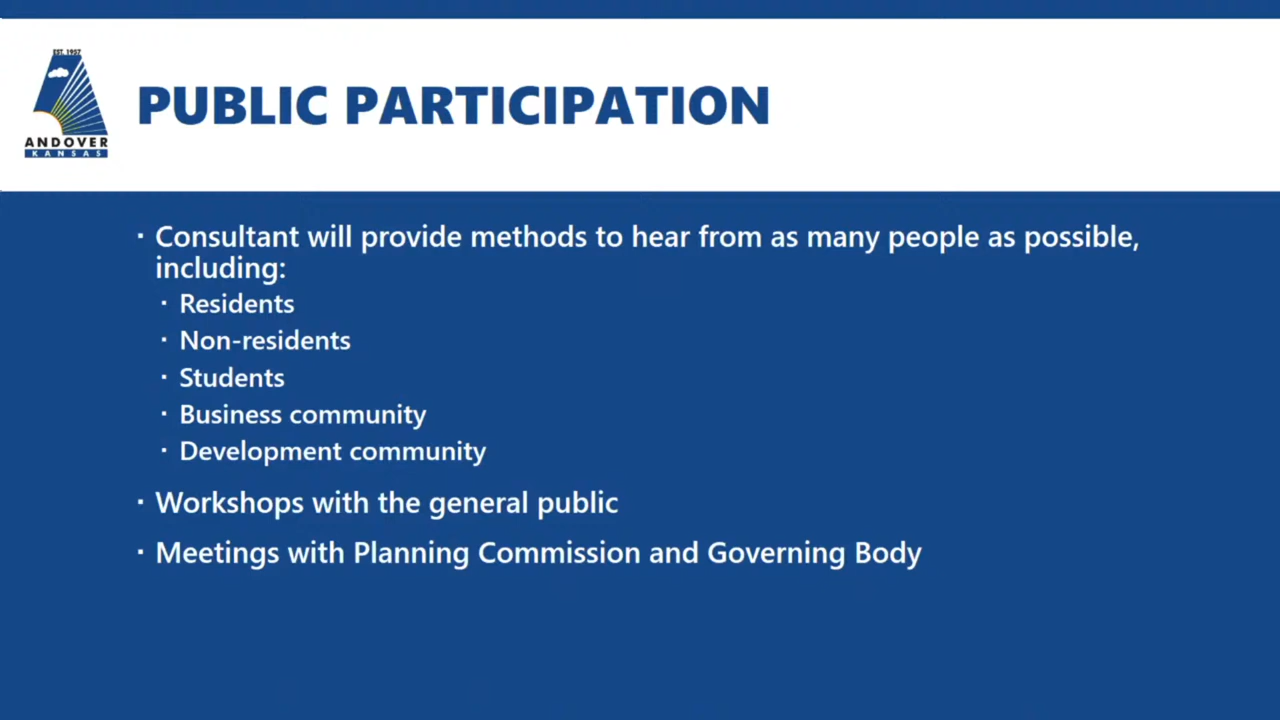 EST. 1957
ANDOVER
KANSAS
PUBLIC PARTICIPATION
· Consultant will provide methods to hear from as many people as possible,
including:
· Residents
· Non-residents
· Students
· Business community
· Development community
· Workshops with the general public
· Meetings with Planning Commission and Governing Body